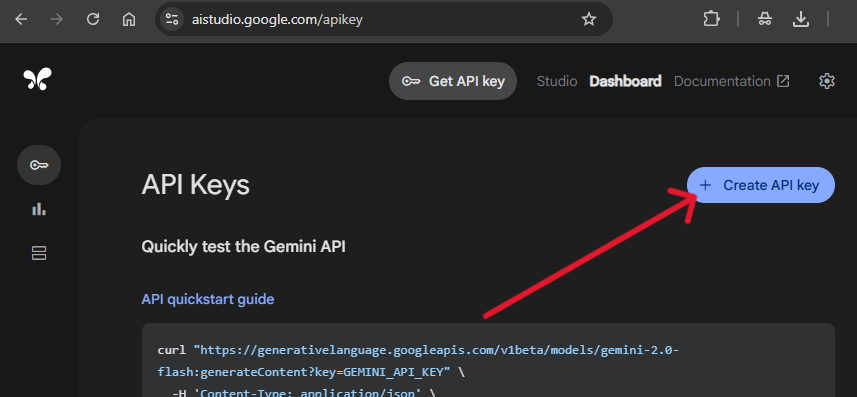 aistudio.google.com/apikey
Get API key Studio Dashboard Documentation
API Keys
+ Create API key
Quickly test the Gemini API
API quickstart guide
curl "https://generativelanguage.googleapis.com/v1beta/models/gemini-2.0-
flash:generateContent?key=GEMINI_API_KEY" \
-H 'Content-Type: application/json' \